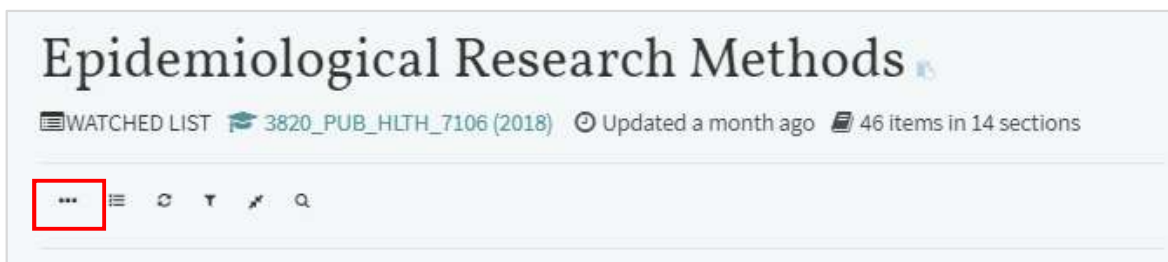 Epidemiological Research Methods
WATCHED LIST 3820_PUB_HLTH_7106 (2018) Updated a month ago 46 items in 14 sections